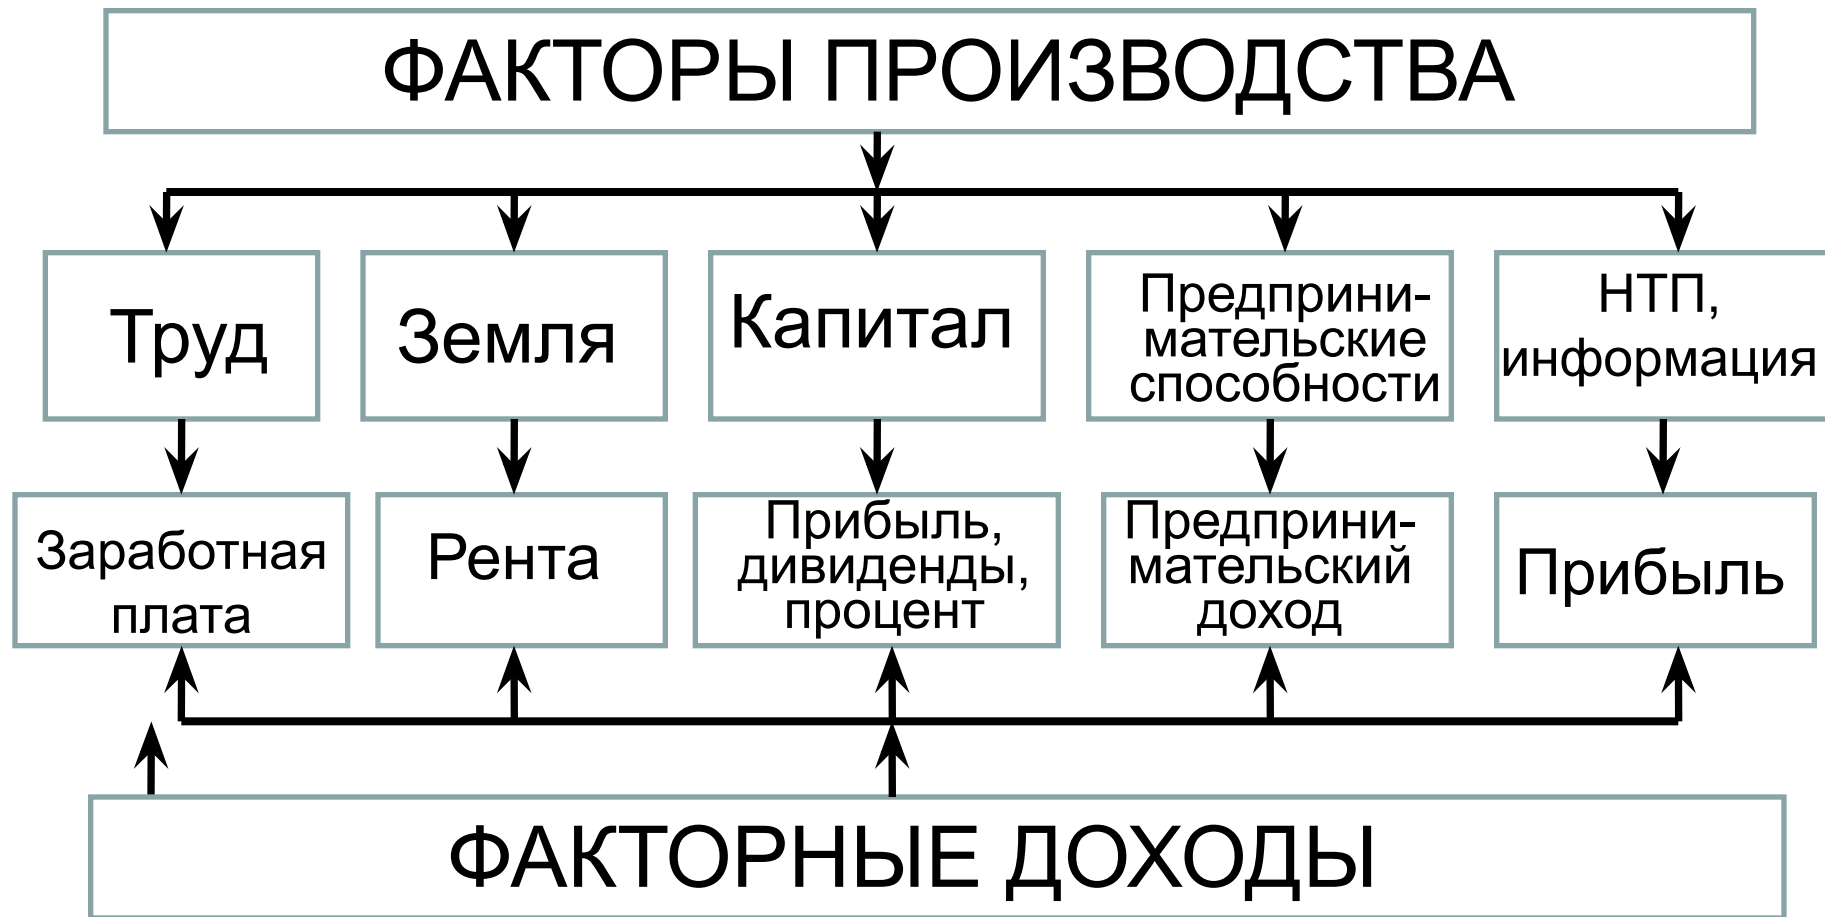 ФАКТОРЫ ПРОИЗВОДСТВА
Труд
Земля
Капитал
Предприни-
мательские
способности
НТП,
информация
Заработная
плата
Рента
Прибыль,
дивиденды,
процент
Предприни-
мательский
доход
Прибыль
ФАКТОРНЫЕ ДОХОДЫ